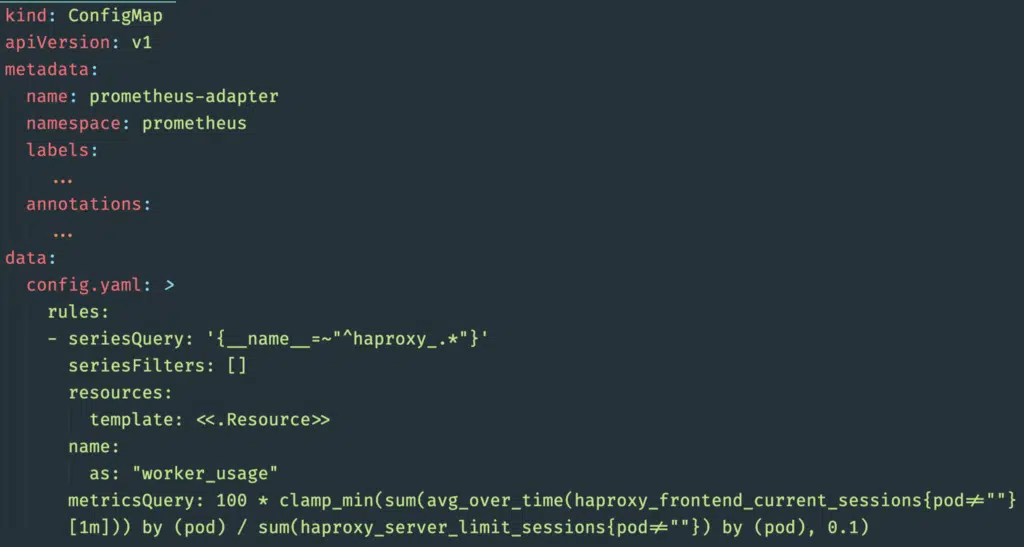 kind: ConfigMap
apiVersion: v1
metadata:
  name: prometheus-adapter
  namespace: prometheus
  labels:
    ...
  annotations:
    ...
data:
  config.yaml: >
    rules:
    - seriesQuery: '{__name__=~"^haproxy_.*"}'
      seriesFilters: []
      resources:
        template: <<.Resource>>
      name:
        as: "worker_usage"
      metricsQuery: 100 * clamp_min(sum(avg_over_time(haproxy_frontend_current_sessions{pod!=""}
      [1m])) by (pod) / sum(haproxy_server_limit_sessions{pod!=""}) by (pod), 0.1)